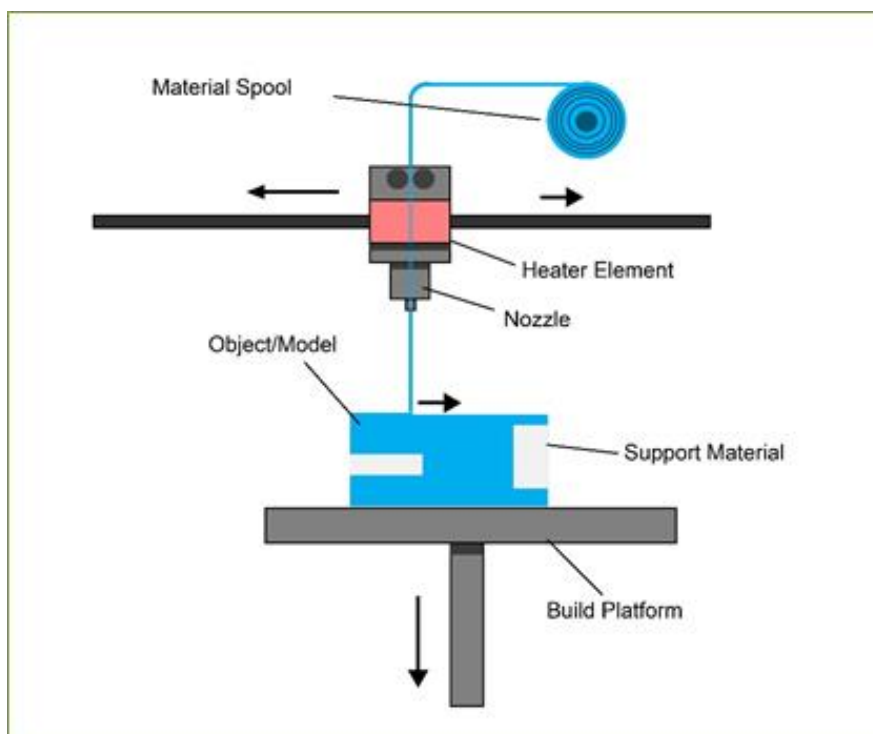 Material Spool
Heater Element
Nozzle
Object/Model
Support Material
Build Platform